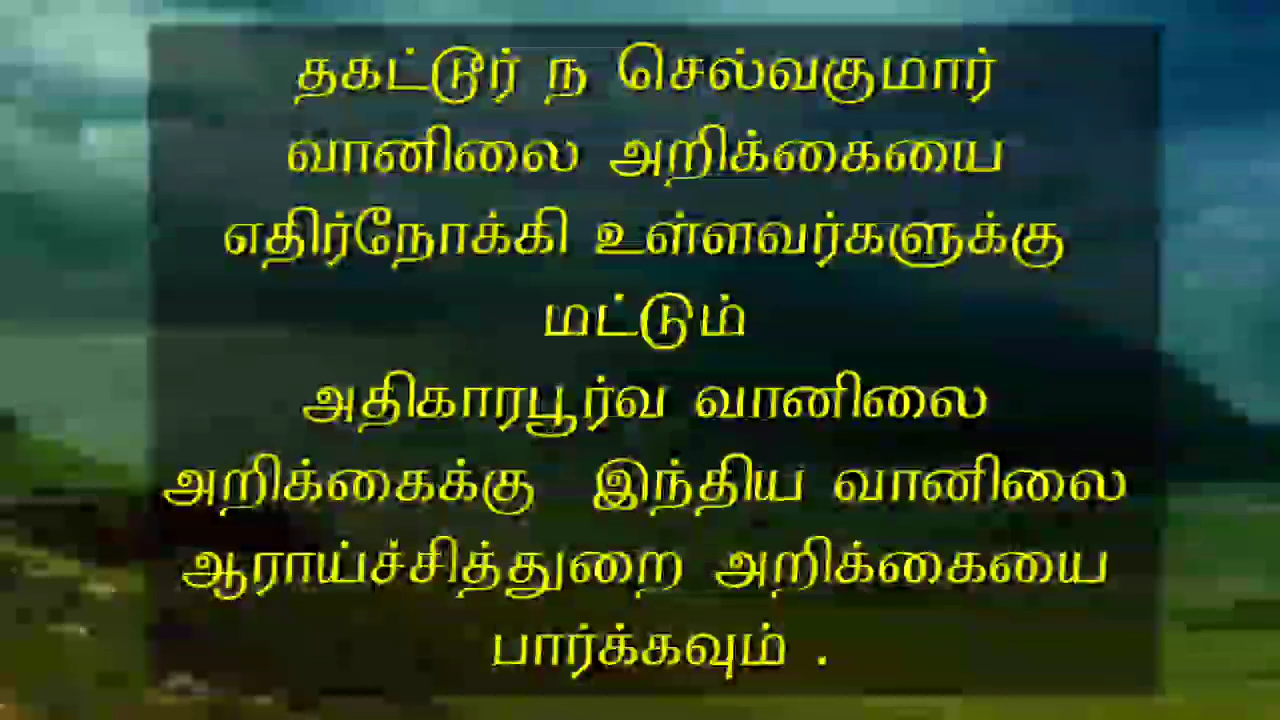 தகட்டூர் ந செல்வகுமார்
வானிலை அறிக்கையை
எதிர்நோக்கி உள்ளவர்களுக்கு
மட்டும்
அதிகாரபூர்வ வானிலை
அறிக்கைக்கு இந்திய வானிலை
ஆராய்ச்சித்துறை அறிக்கையை
பார்க்கவும் .